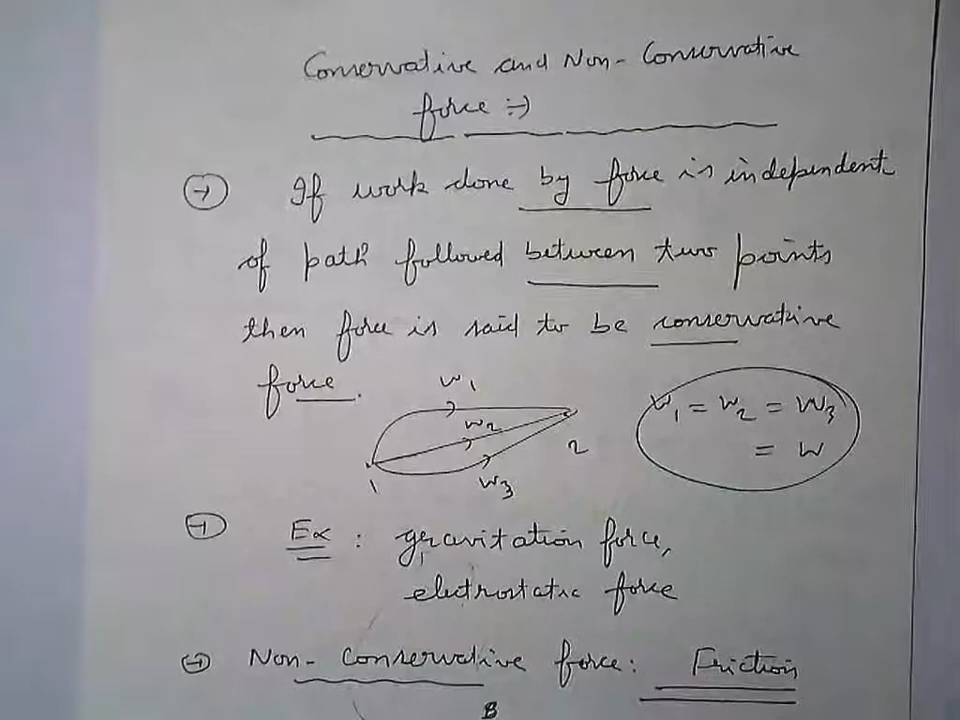 Conservative and Non-Conservative
force :→
→ If work done by force is independent
of path followed between two points
then force is said to be conservative
force.
W1
W2
W3
1
2
W1 = W2 = W3
= W
→ Ex : gravitation force,
electrostatic force
→ Non-Conservative force: Friction
B